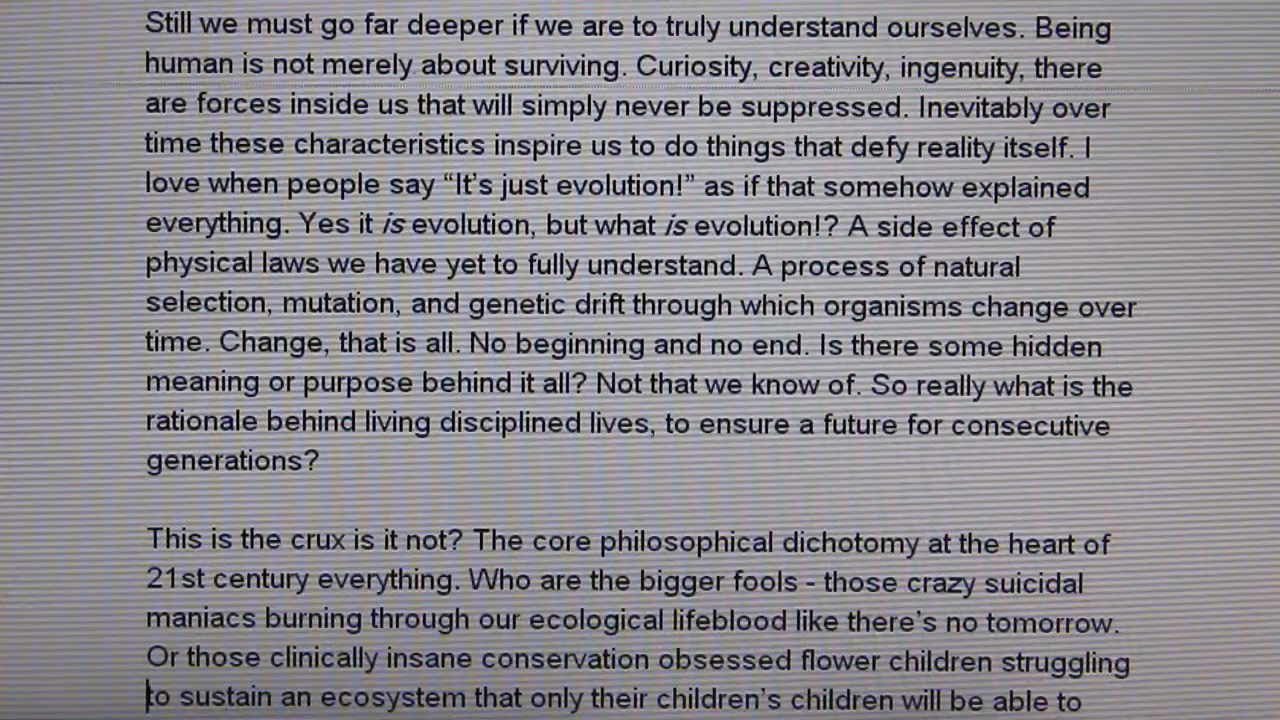 Still we must go far deeper if we are to truly understand ourselves. Being
human is not merely about surviving. Curiosity, creativity, ingenuity, there
are forces inside us that will simply never be suppressed. Inevitably over
time these characteristics inspire us to do things that defy reality itself. I
love when people say “It’s just evolution!” as if that somehow explained
everything. Yes it is evolution, but what is evolution!? A side effect of
physical laws we have yet to fully understand. A process of natural
selection, mutation, and genetic drift through which organisms change over
time. Change, that is all. No beginning and no end. Is there some hidden
meaning or purpose behind it all? Not that we know of. So really what is the
rationale behind living disciplined lives, to ensure a future for consecutive
generations?
This is the crux is it not? The core philosophical dichotomy at the heart of
21st century everything. Who are the bigger fools - those crazy suicidal
maniacs burning through our ecological lifeblood like there’s no tomorrow.
Or those clinically insane conservation obsessed flower children struggling
to sustain an ecosystem that only their children’s children will be able to